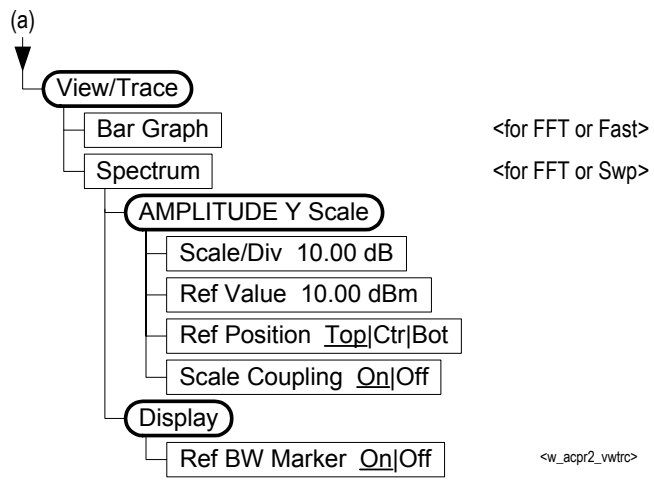 (a)
View/Trace
Bar Graph <for FFT or Fast>
Spectrum <for FFT or Swp>
AMPLITUDE Y Scale
Scale/Div 10.00 dB
Ref Value 10.00 dBm
Ref Position Top|Ctr|Bot
Scale Coupling On|Off
Display
Ref BW Marker On|Off <w_acpr2_vwtrc>